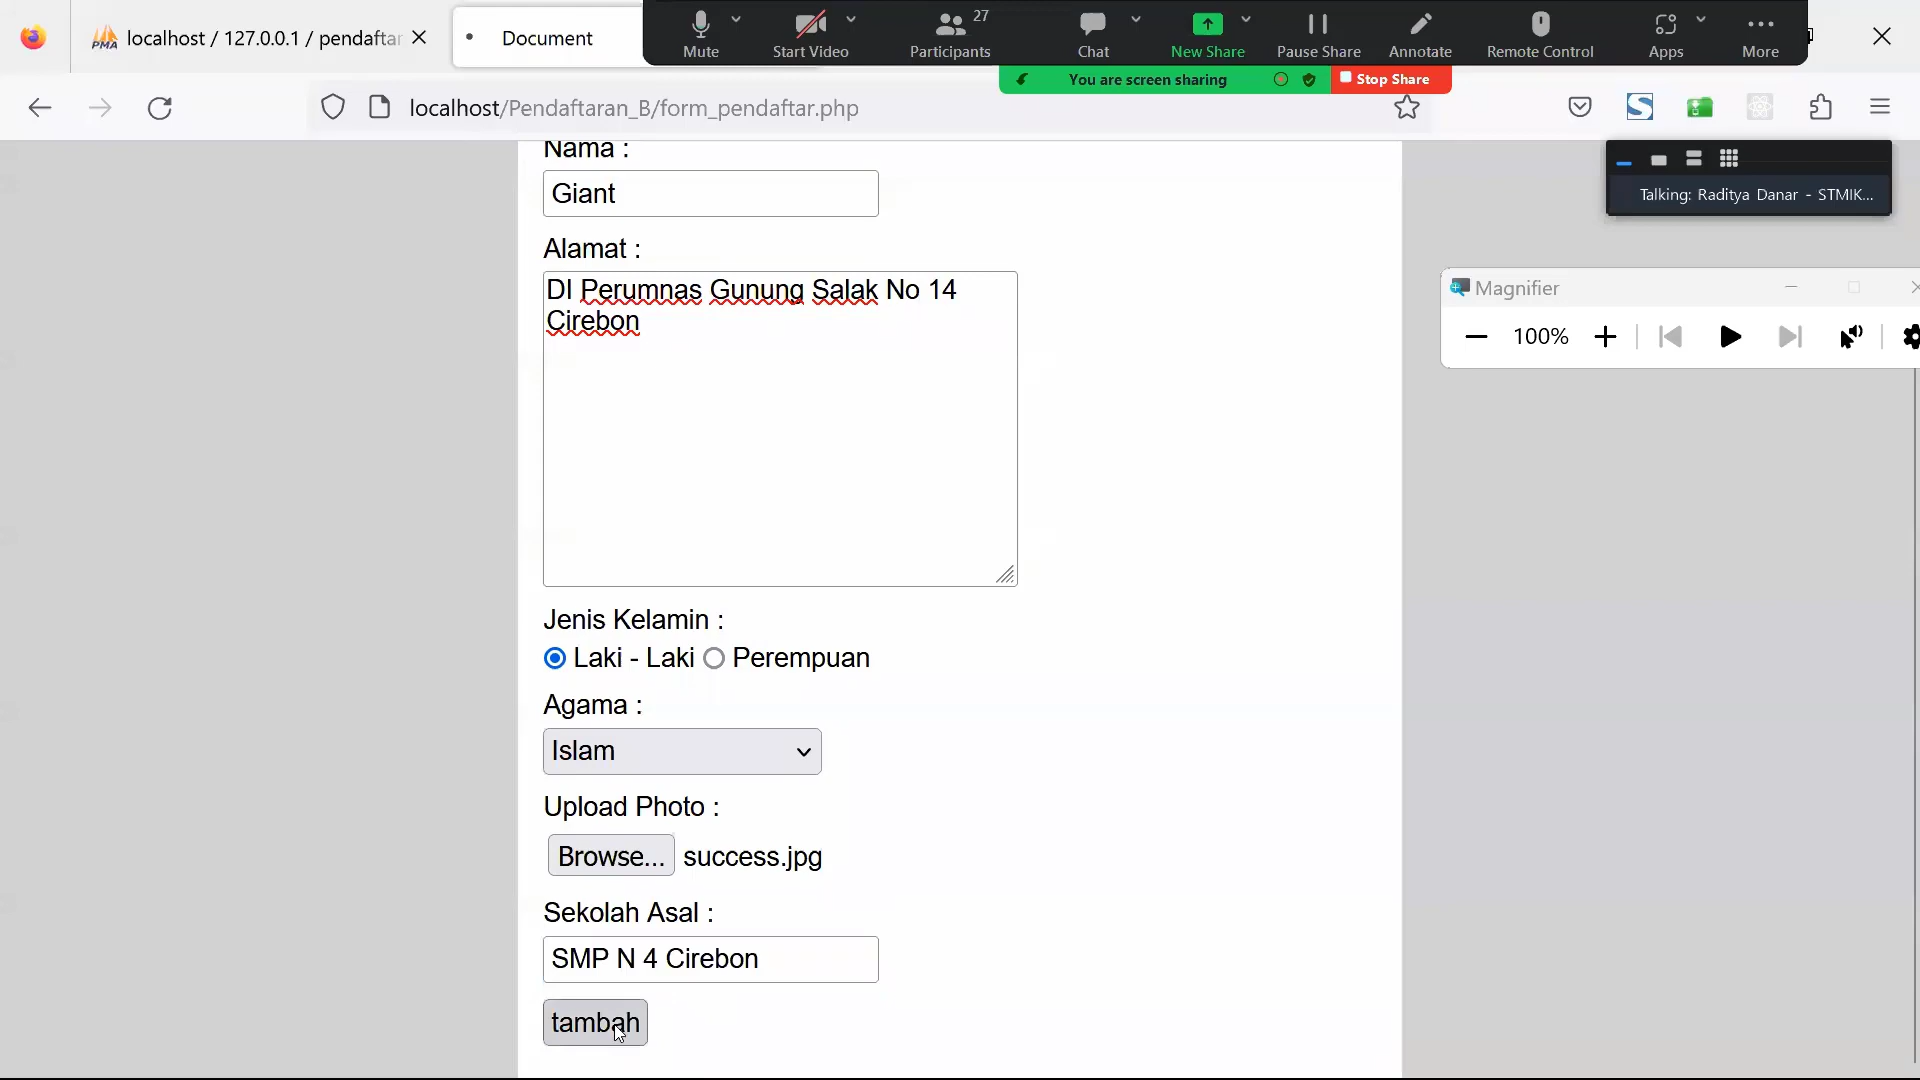 PMA
localhost / 127.0.0.1 / pendaftar
Document
Mute
Start Video
27
Participants
Chat
New Share
Pause Share
Annotate
Remote Control
Apps
More
You are screen sharing
Stop Share
localhost/Pendaftaran_B/form_pendaftar.php
Talking: Raditya Danar - STMIK...
Magnifier
100%
Nama :
Giant
Alamat :
DI Perumnas Gunung Salak No 14
Cirebon
Jenis Kelamin :
Laki - Laki
Perempuan
Agama :
Islam
Upload Photo :
Browse... success.jpg
Sekolah Asal :
SMP N 4 Cirebon
tambah